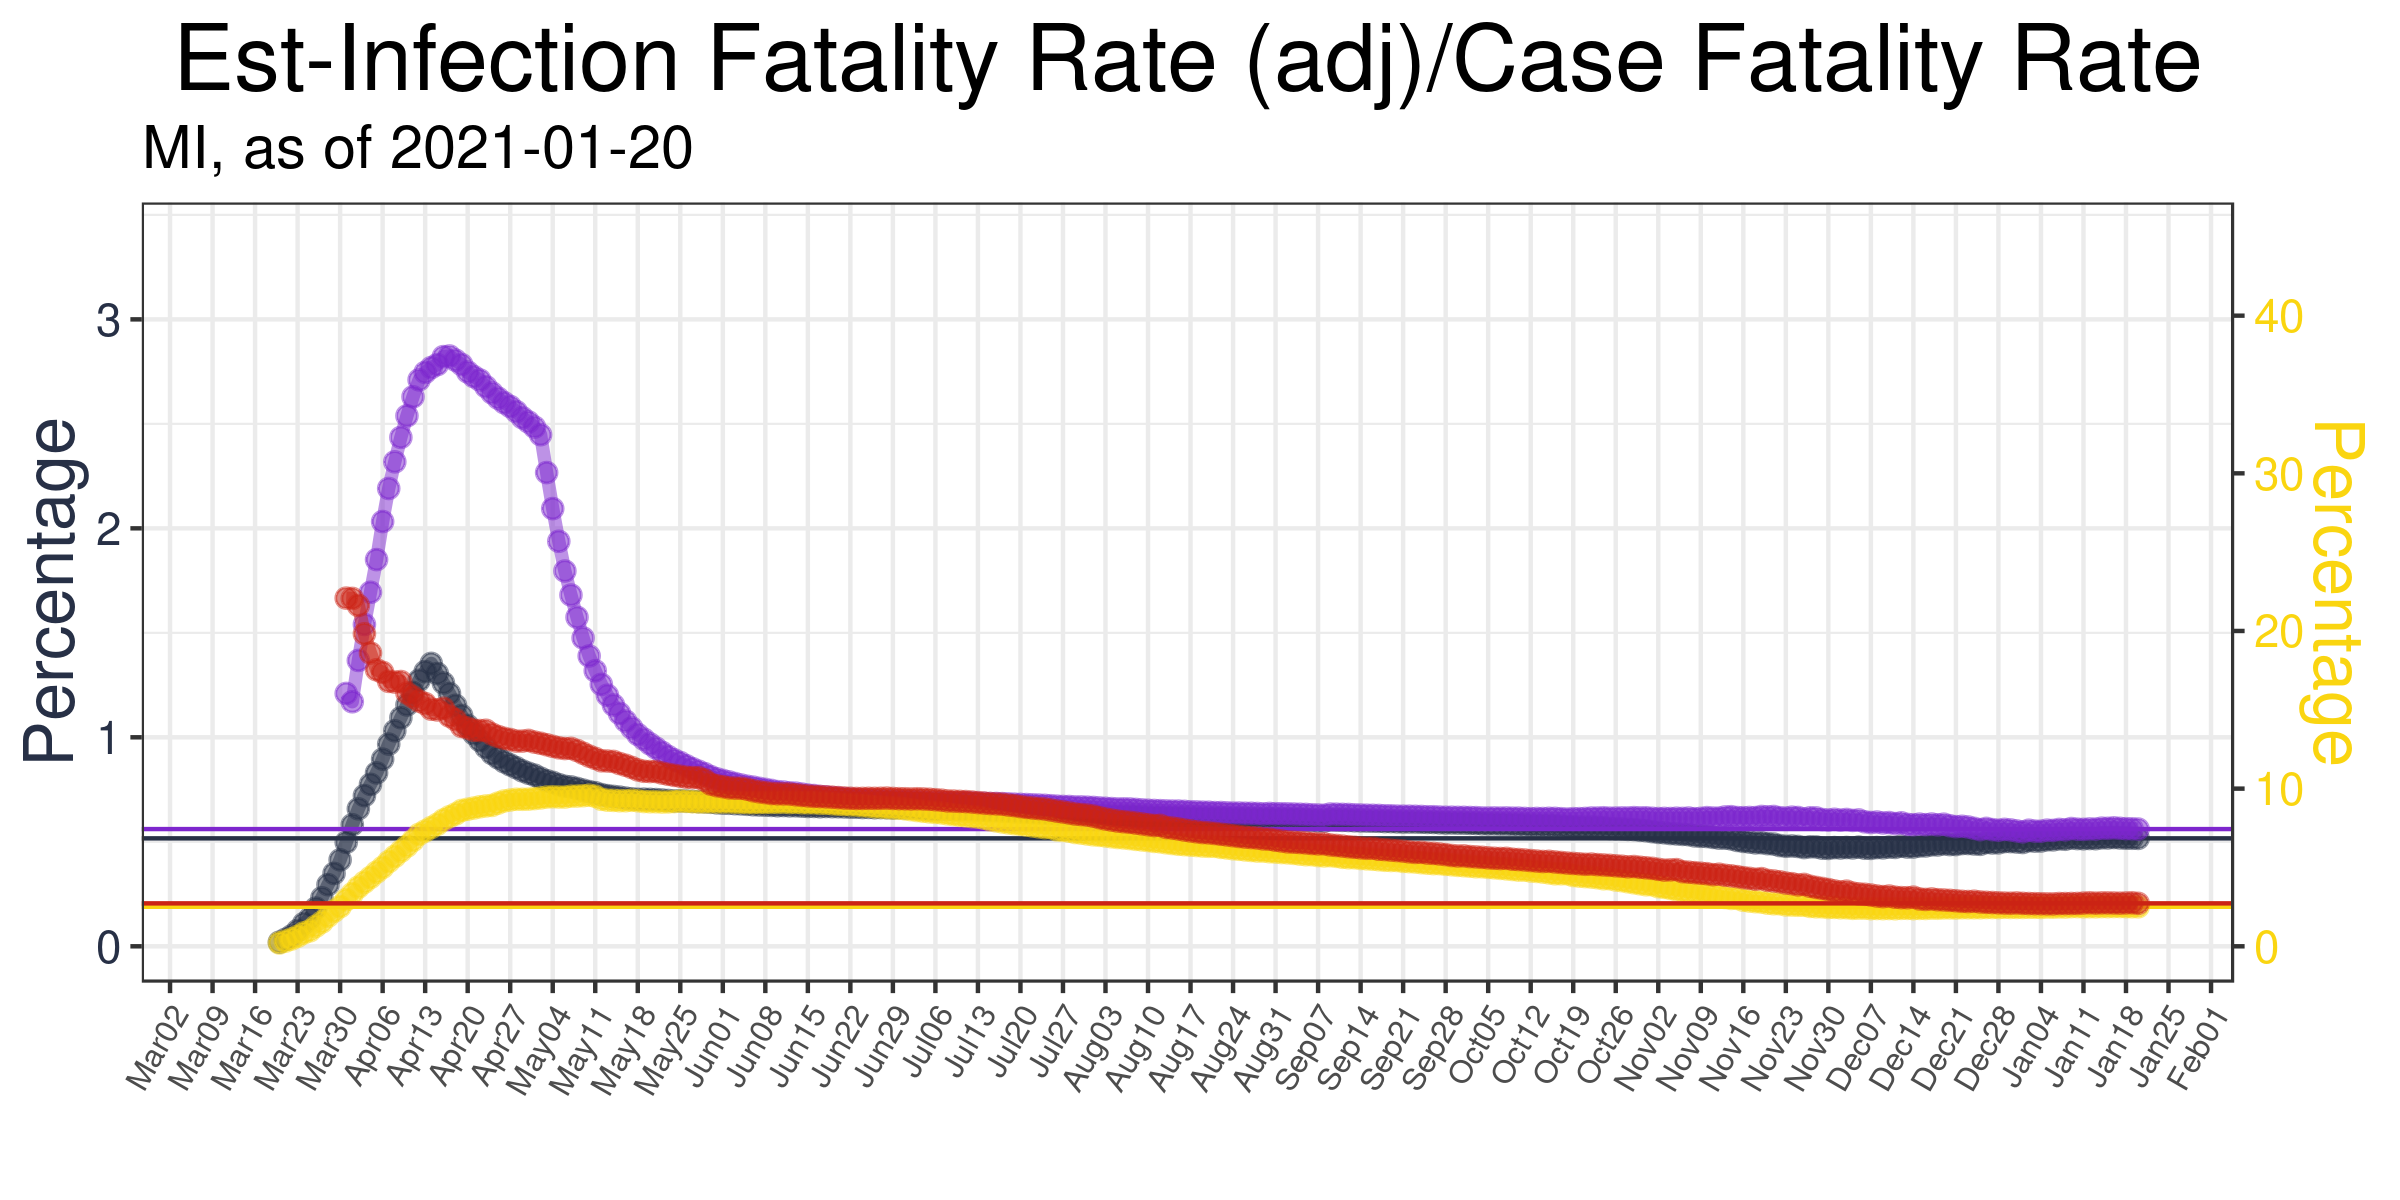 Est-Infection Fatality Rate (adj)/Case Fatality Rate
MI, as of 2021-01-20
Percentage
3
2
1
0
40
30
20
10
0
Percentage
Mar02
Mar09
Mar16
Mar23
Mar30
Apr06
Apr13
Apr20
Apr27
May04
May11
May18
May25
Jun01
Jun08
Jun15
Jun22
Jun29
Jul06
Jul13
Jul20
Jul27
Aug03
Aug10
Aug17
Aug24
Aug31
Sep07
Sep14
Sep21
Sep28
Oct05
Oct12
Oct19
Oct26
Nov02
Nov09
Nov16
Nov23
Nov30
Dec07
Dec14
Dec21
Dec28
Jan04
Jan11
Jan18
Jan25
Feb01